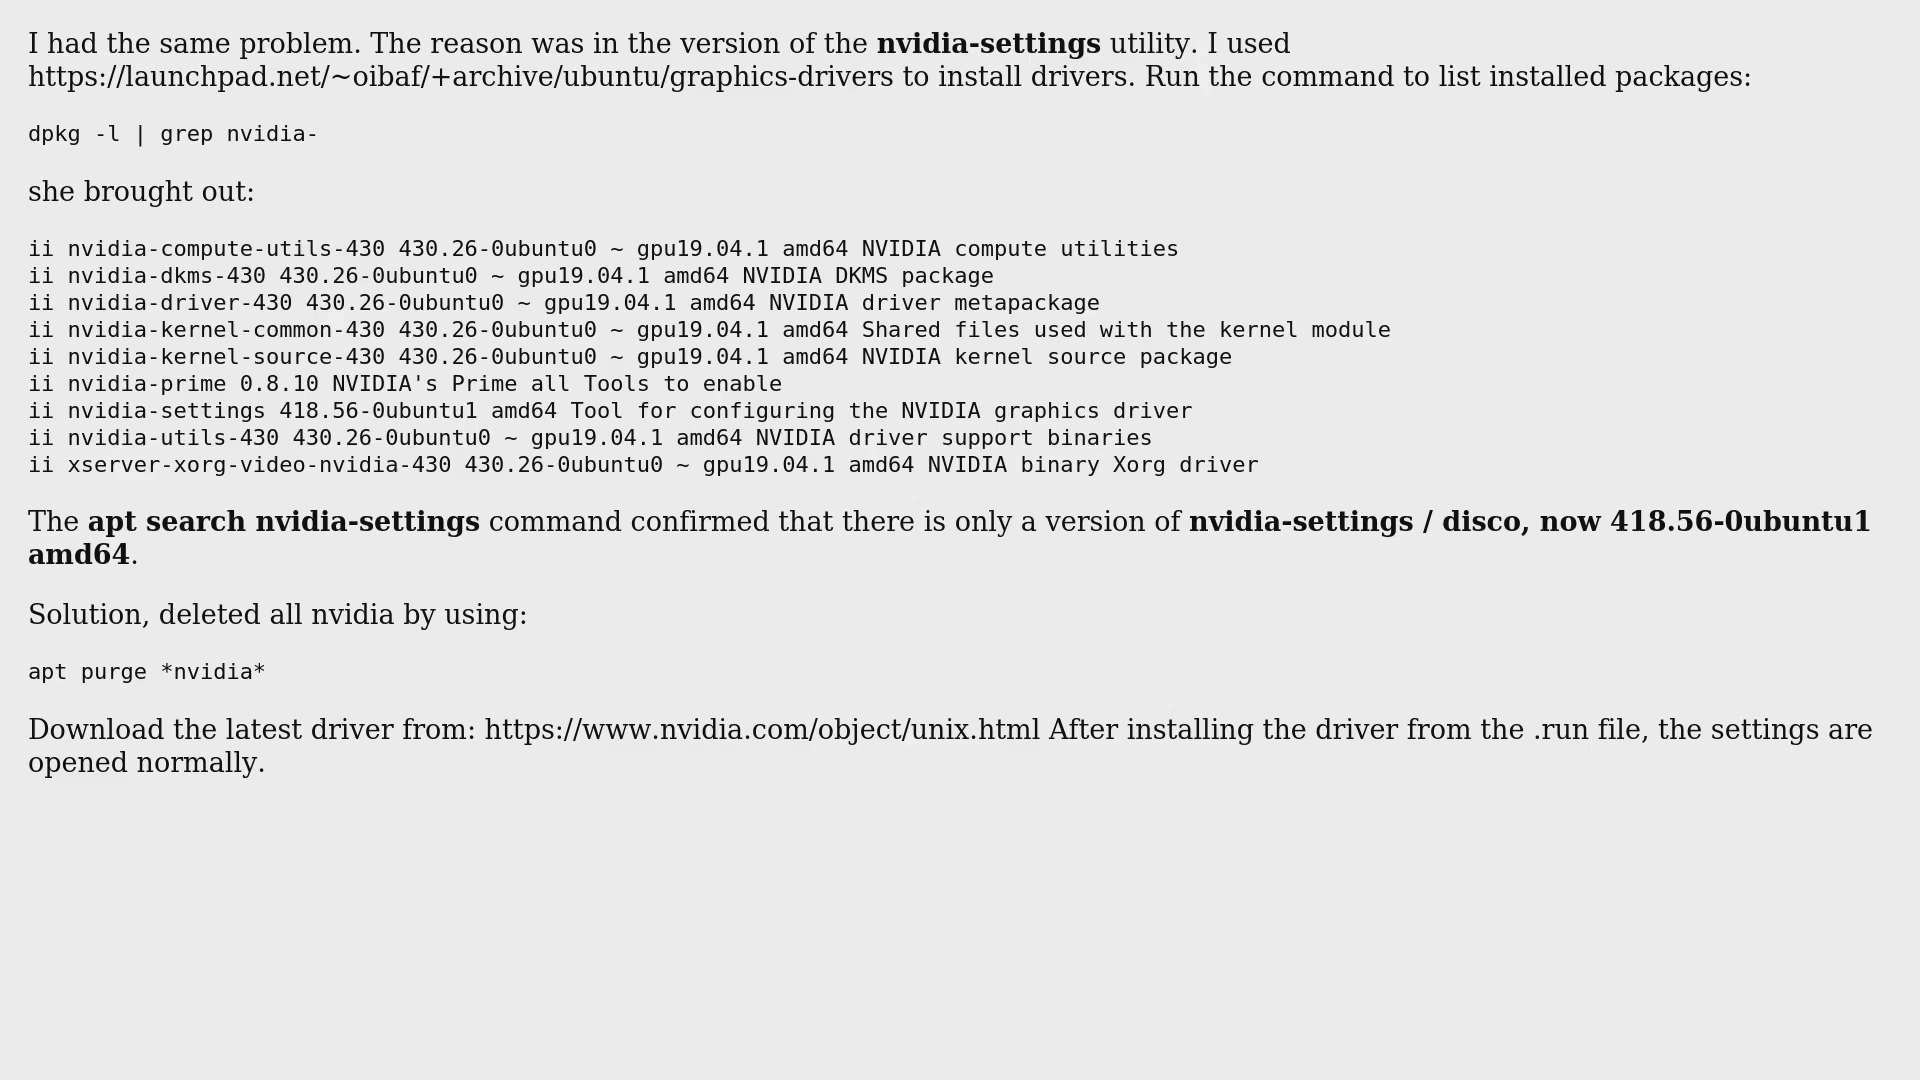 I had the same problem. The reason was in the version of the nvidia-settings utility. I used
https://launchpad.net/~oibaf/+archive/ubuntu/graphics-drivers to install drivers. Run the command to list installed packages:
dpkg -l | grep nvidia-
she brought out:
ii nvidia-compute-utils-430 430.26-0ubuntu0 ~ gpu19.04.1 amd64 NVIDIA compute utilities
ii nvidia-dkms-430 430.26-0ubuntu0 ~ gpu19.04.1 amd64 NVIDIA DKMS package
ii nvidia-driver-430 430.26-0ubuntu0 ~ gpu19.04.1 amd64 NVIDIA driver metapackage
ii nvidia-kernel-common-430 430.26-0ubuntu0 ~ gpu19.04.1 amd64 Shared files used with the kernel module
ii nvidia-kernel-source-430 430.26-0ubuntu0 ~ gpu19.04.1 amd64 NVIDIA kernel source package
ii nvidia-prime 0.8.10 NVIDIA's Prime all Tools to enable
ii nvidia-settings 418.56-0ubuntu1 amd64 Tool for configuring the NVIDIA graphics driver
ii nvidia-utils-430 430.26-0ubuntu0 ~ gpu19.04.1 amd64 NVIDIA driver support binaries
ii xserver-xorg-video-nvidia-430 430.26-0ubuntu0 ~ gpu19.04.1 amd64 NVIDIA binary Xorg driver
The apt search nvidia-settings command confirmed that there is only a version of nvidia-settings / disco, now 418.56-0ubuntu1
amd64.
Solution, deleted all nvidia by using:
apt purge *nvidia*
Download the latest driver from: https://www.nvidia.com/object/unix.html After installing the driver from the .run file, the settings are
opened normally.